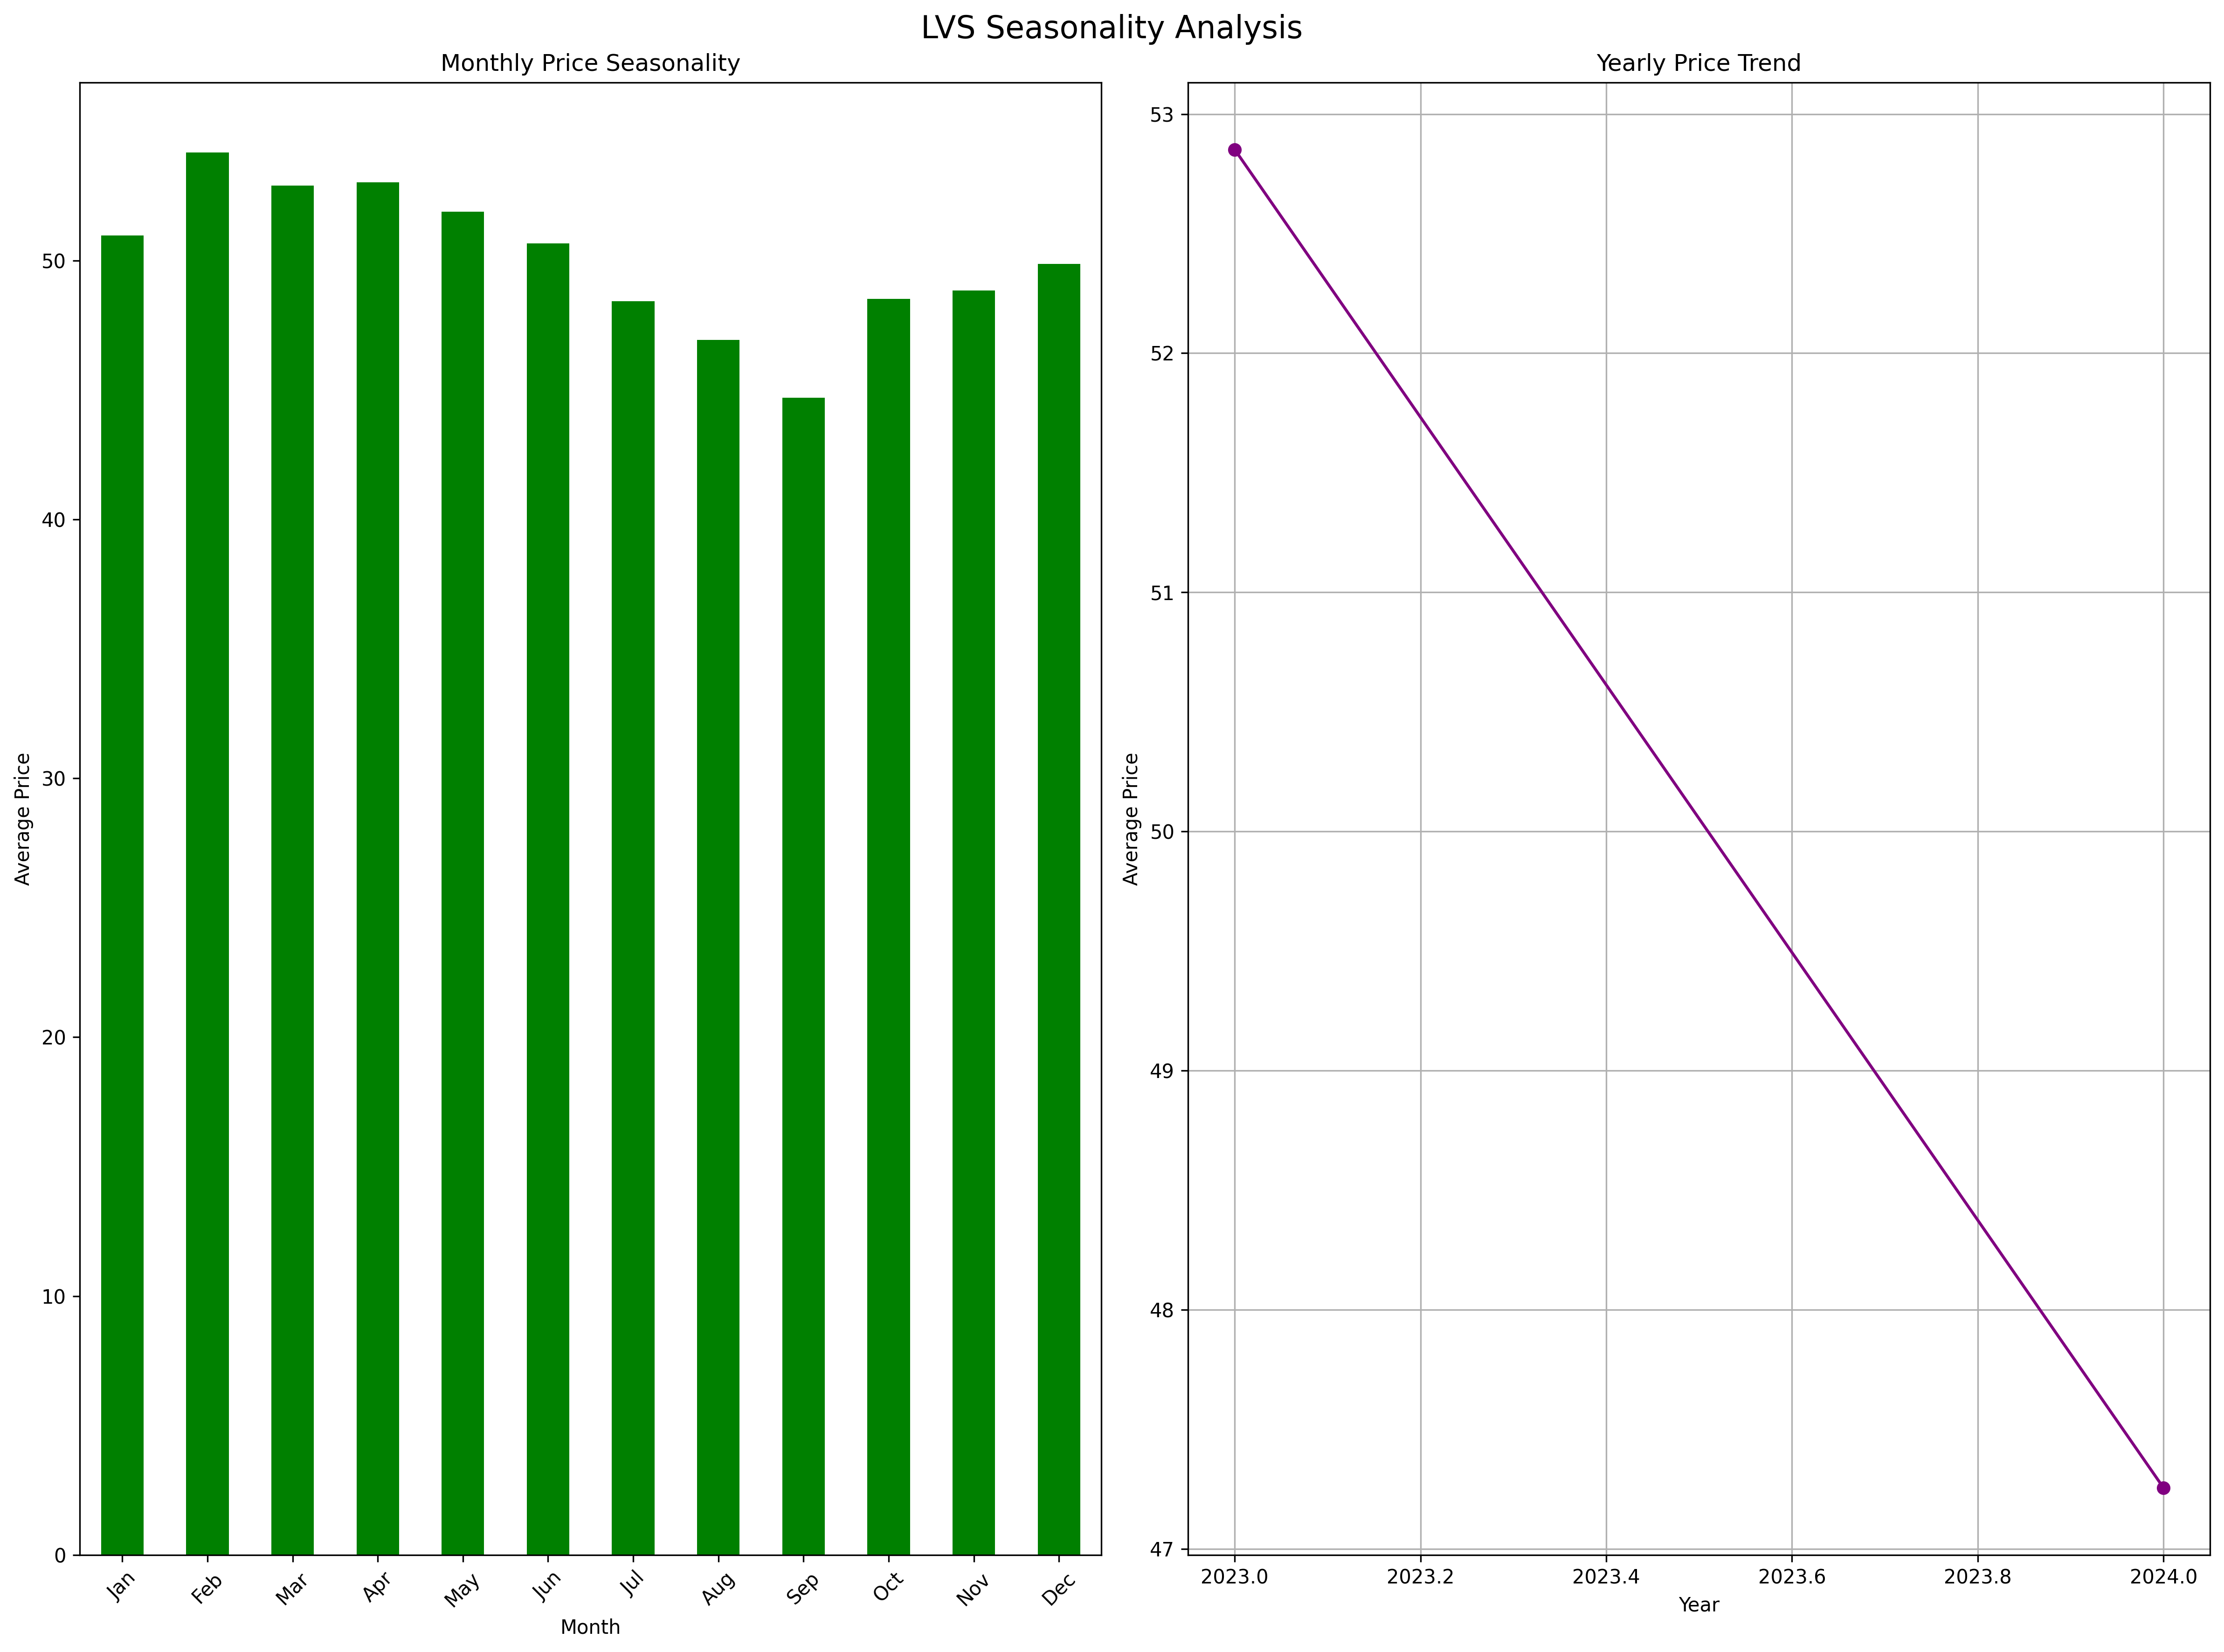 LVS Seasonality Analysis
Monthly Price Seasonality
Average Price
50
40
30
20
10
0
Jan
Feb
Mar
Apr
May
Jun
Jul
Aug
Sep
Oct
Nov
Dec
Month
Yearly Price Trend
Average Price
53
52
51
50
49
48
47
2023.0
2023.2
2023.4
2023.6
2023.8
2024.0
Year